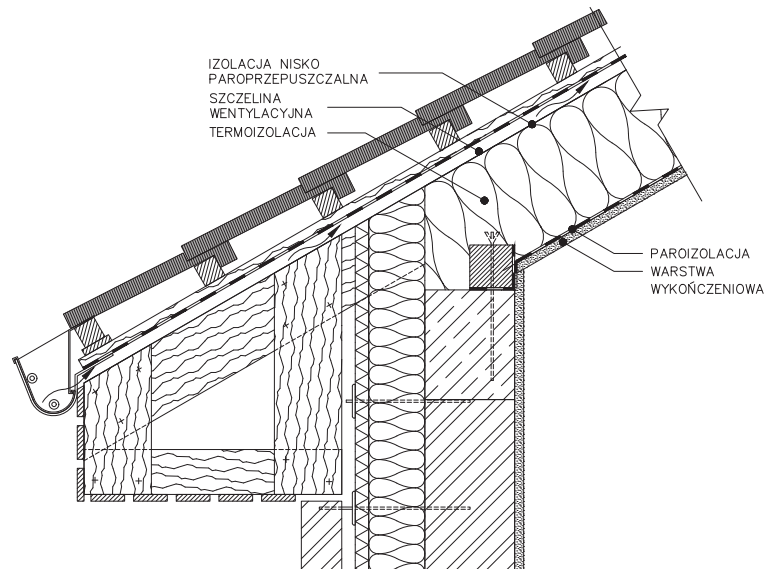 IZOLACJA NISKO
PAROPRZEPUSZCZALNA
SZCZELINA
WENTYLACYJNA
TERMOIZOLACJA
PAROIZOLACJA
WARSTWA
WYKOŃCZENIOWA